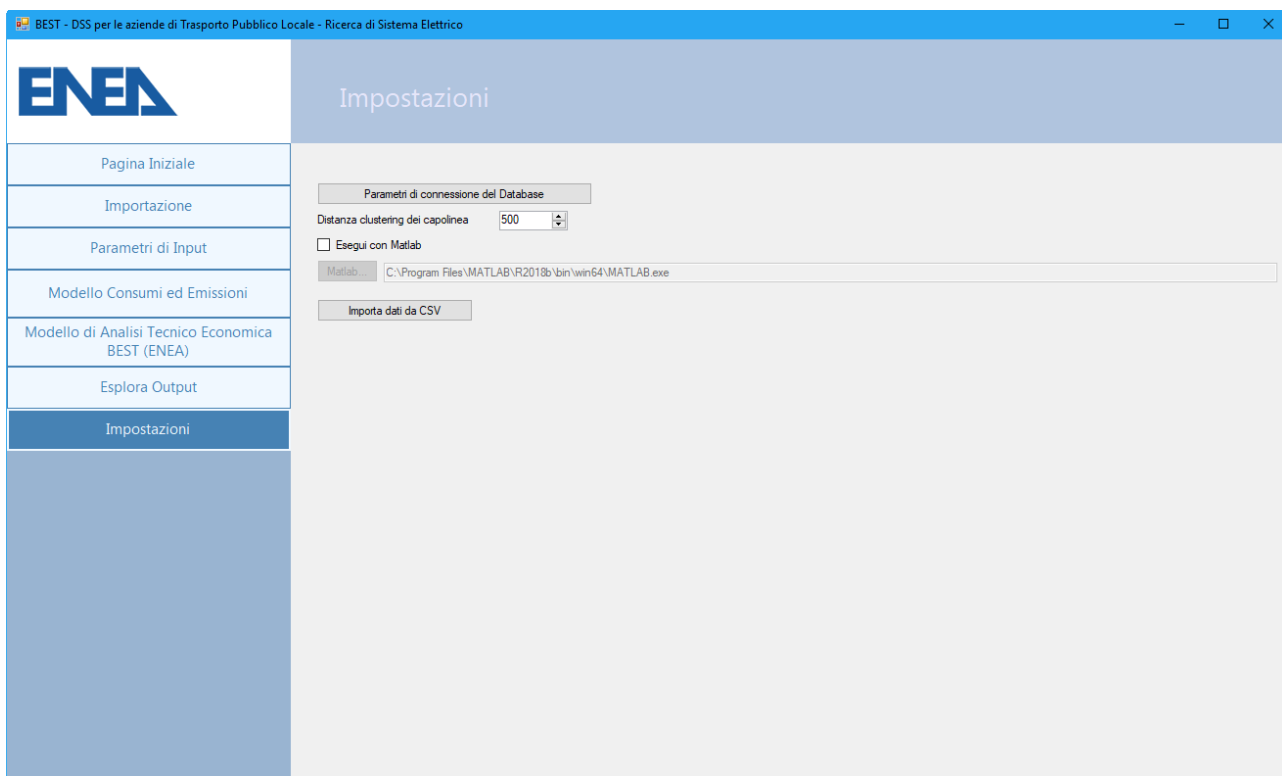 BEST - DSS per le aziende di Trasporto Pubblico Locale - Ricerca di Sistema Elettrico
ENEA
Impostazioni
Pagina Iniziale
Importazione
Parametri di Input
Modello Consumi ed Emissioni
Modello di Analisi Tecnico Economica
BEST (ENEA)
Esplora Output
Impostazioni
Parametri di connessione del Database
Distanza clustering dei capolinea 500
Esegui con Matlab
Matlab... C:\Program Files\MATLAB\R2018b\bin\win64\MATLAB.exe
Importa dati da CSV